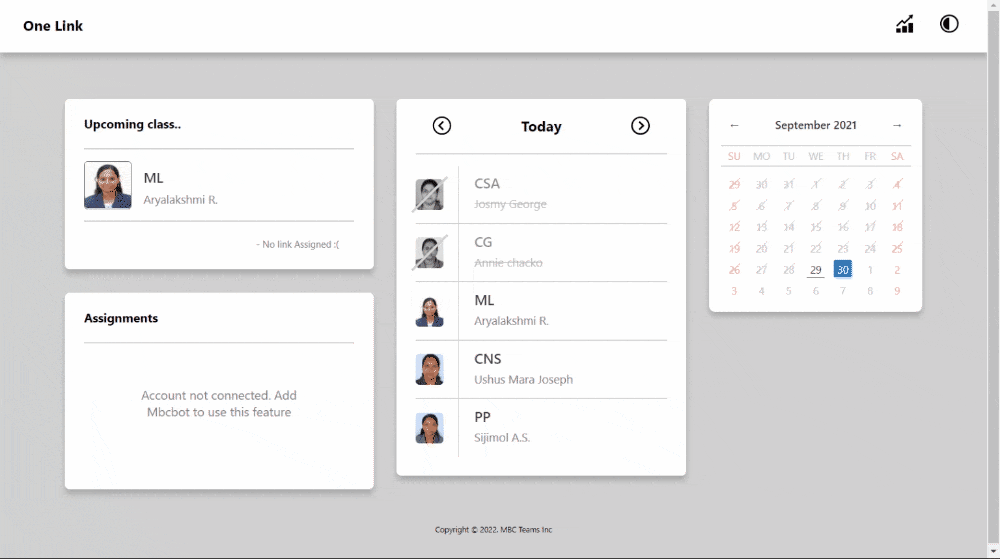 One Link
Upcoming class..
ML
Aryalakshmi R.
- No link Assigned :(
Assignments
Account not connected. Add
Mbcbot to use this feature
Today
CSA
Josmy George
CG
Annie chacko
ML
Aryalakshmi R.
CNS
Ushus Mara Joseph
PP
Sijimol A.S.
← September 2021 →
SU MO TU WE TH FR SA
29 30 31 1 2 3 4
5 6 7 8 9 10 11
12 13 14 15 16 17 18
19 20 21 22 23 24 25
26 27 28 29 30 1 2
3 4 5 6 7 8 9
Copyright © 2022. MBC Teams Inc